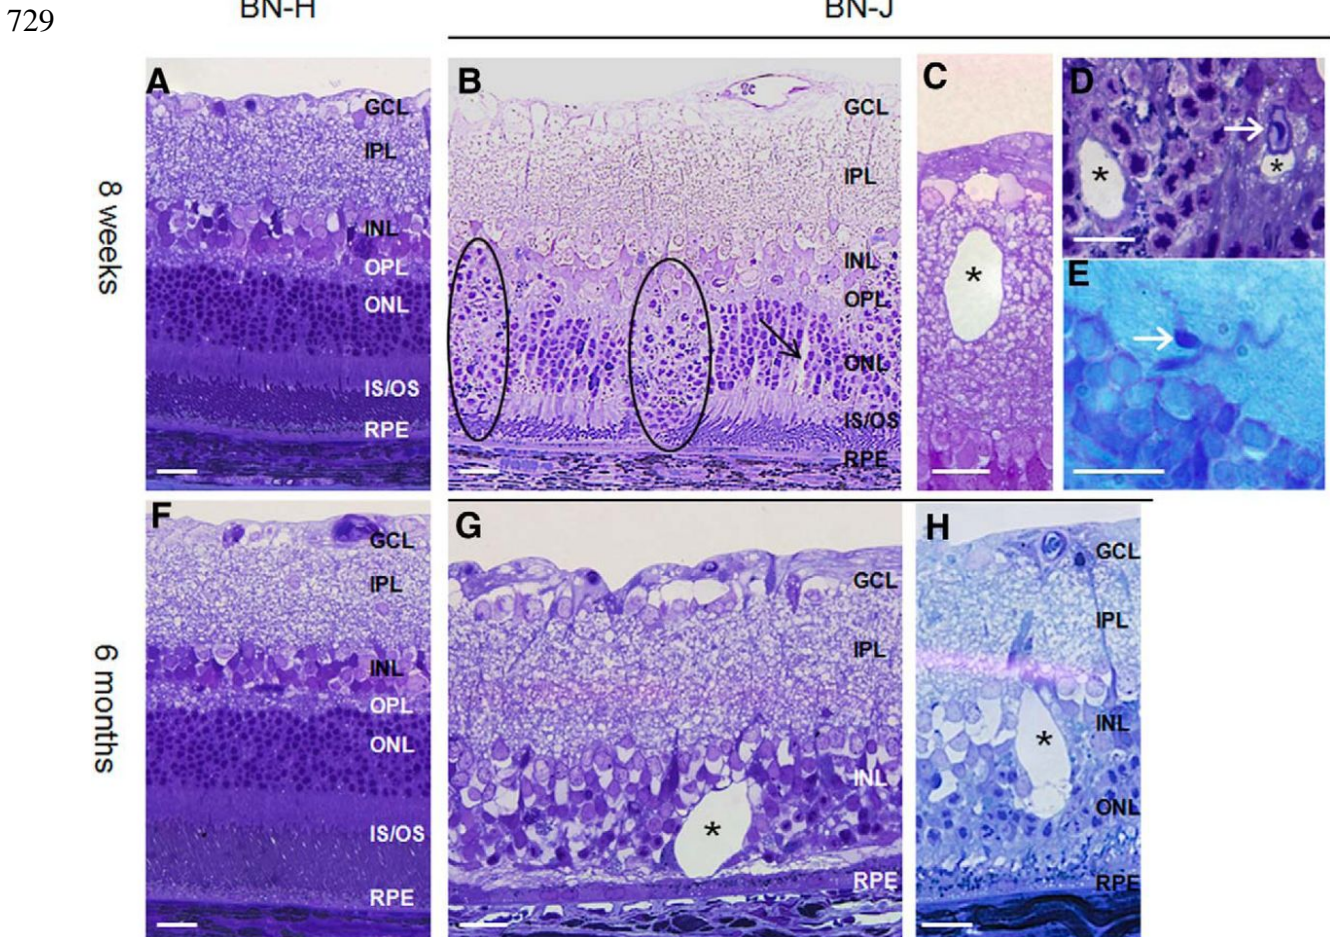 729
BN-H
BN-J
8 weeks
A
GCL
IPL
INL
OPL
ONL
IS/OS
RPE
B
GCL
IPL
INL
OPL
ONL
IS/OS
RPE
C
*
D
*
*
E
6 months
F
GCL
IPL
INL
OPL
ONL
IS/OS
RPE
G
GCL
IPL
INL
*
RPE
H
GCL
IPL
INL
*
ONL
RPE